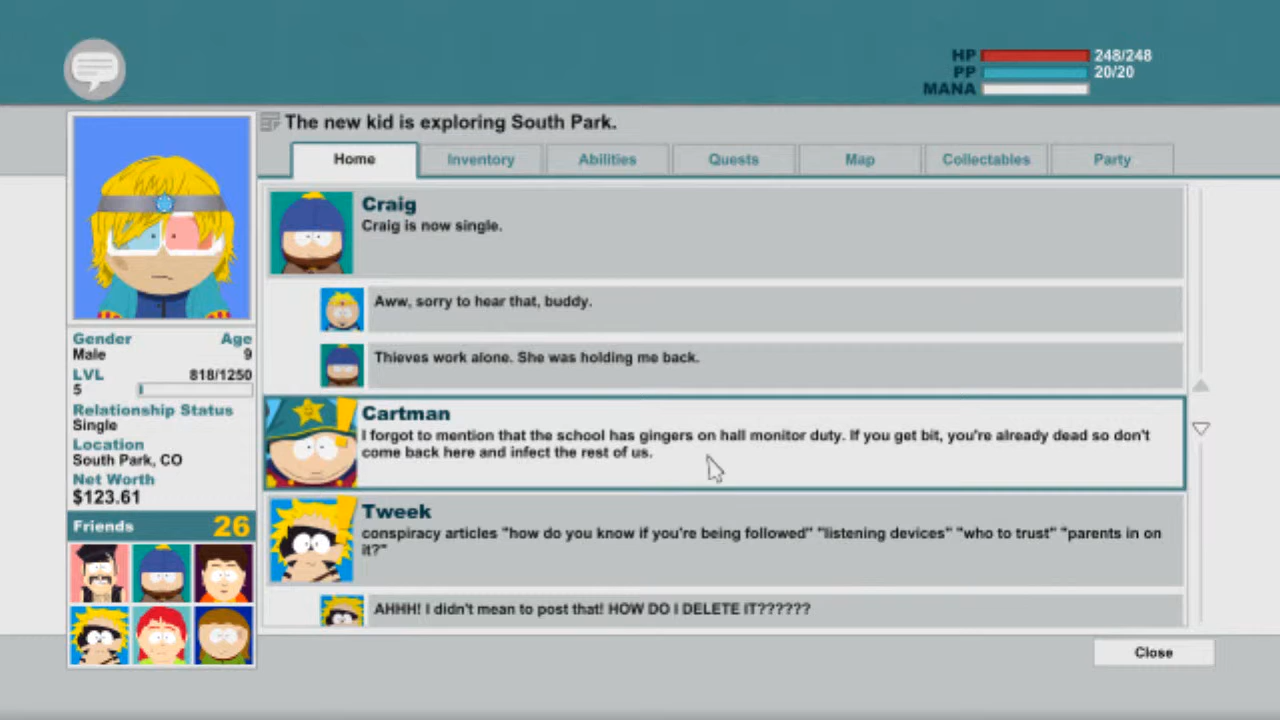 HP 248/248
PP 20/20
MANA
The new kid is exploring South Park.
Home Inventory Abilities Quests Map Collectables Party
Gender Age
Male 9
LVL 818/1250
5
Relationship Status
Single
Location
South Park, CO
Net Worth
$123.61
Friends 26
Craig
Craig is now single.
Aww, sorry to hear that, buddy.
Thieves work alone. She was holding me back.
Cartman
I forgot to mention that the school has gingers on hall monitor duty. If you get bit, you're already dead so don't
come back here and infect the rest of us.
Tweek
conspiracy articles "how do you know if you're being followed" "listening devices" "who to trust" "parents in on
it?"
AHHH! I didn't mean to post that! HOW DO I DELETE IT??????
Close